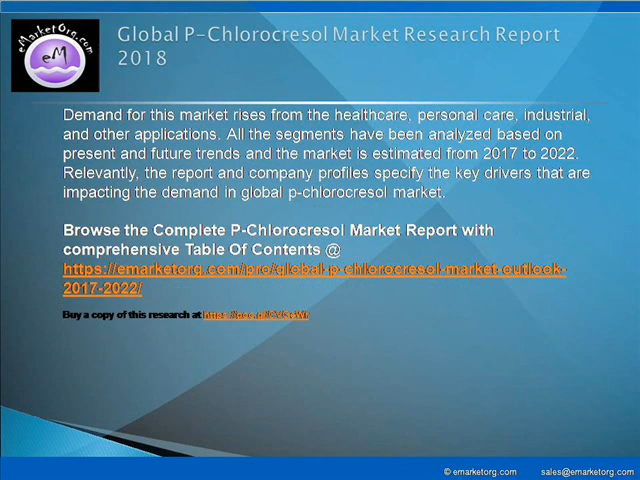 eMarketOrg.com
eM
Global P-Chlorocresol Market Research Report
2018
Demand for this market rises from the healthcare, personal care, industrial,
and other applications. All the segments have been analyzed based on
present and future trends and the market is estimated from 2017 to 2022.
Relevantly, the report and company profiles specify the key drivers that are
impacting the demand in global p-chlorocresol market.
Browse the Complete P-Chlorocresol Market Report with
comprehensive Table Of Contents @
https://emarketorg.com/pro/global-p-chlorocresol-market-outlook-
2017-2022/
Buy a copy of this research at
© emarketorg.com sales@emarketorg.com